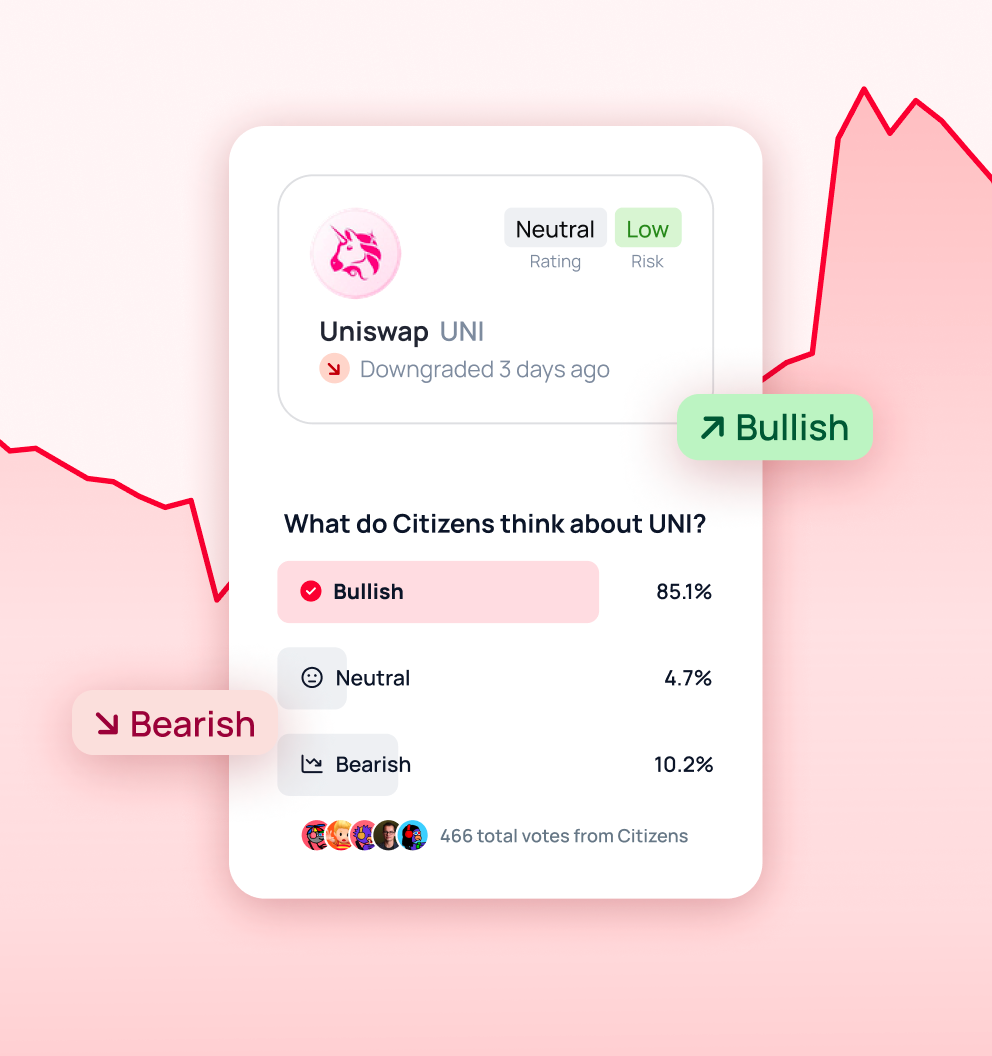 Neutral Low
Rating Risk
Uniswap UNI
Downgraded 3 days ago
Bullish
What do Citizens think about UNI?
Bullish 85.1%
Neutral 4.7%
Bearish
Bearish 10.2%
466 total votes from Citizens